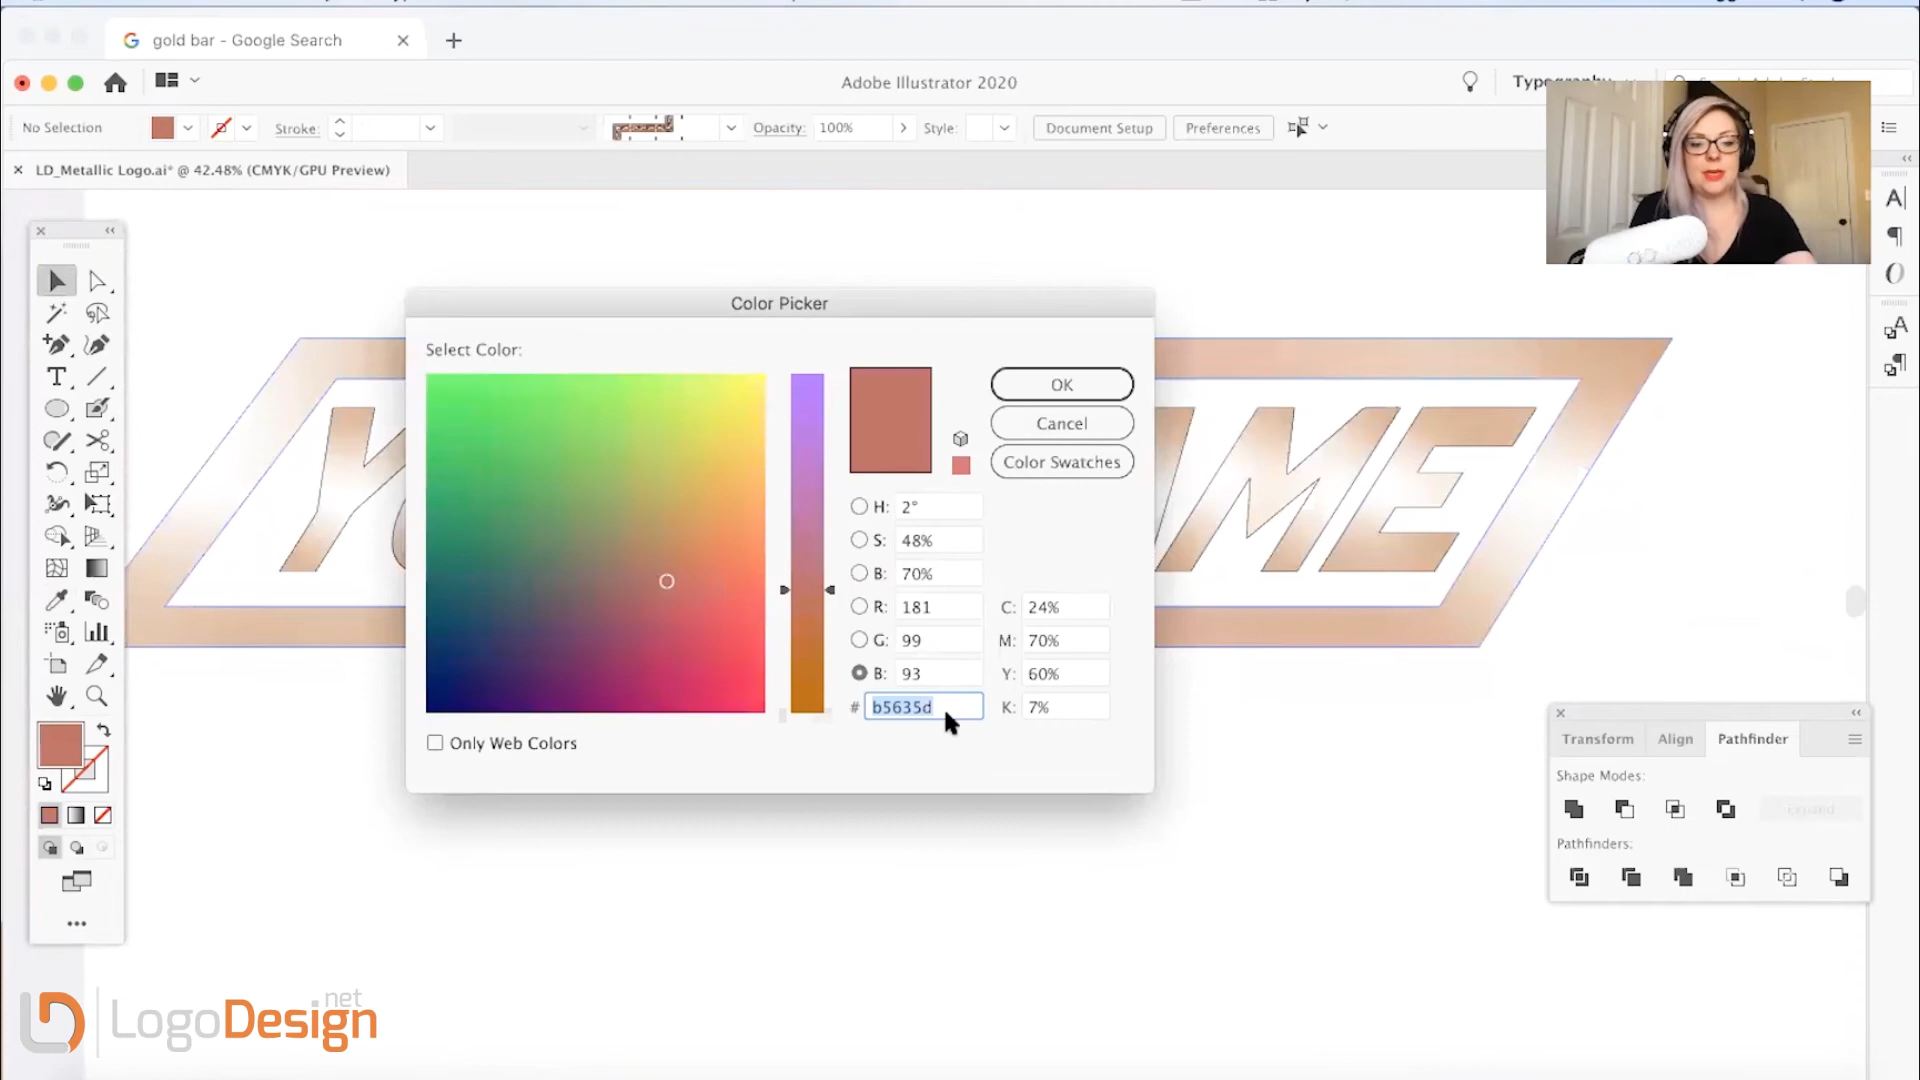 gold bar - Google Search
Adobe Illustrator 2020
No Selection
Stroke:
Opacity: 100%
Style:
Document Setup
Preferences
LD_Metallic Logo.ai* @ 42.48% (CMYK/GPU Preview)
Color Picker
Select Color:
OK
Cancel
Color Swatches
H: 2°
S: 48%
B: 70%
R: 181
C: 24%
G: 99
M: 70%
B: 93
Y: 60%
# b5635d
K: 7%
Only Web Colors
AME
Transform
Align
Pathfinder
Shape Modes:
Expand
Pathfinders:
LogoDesign
net